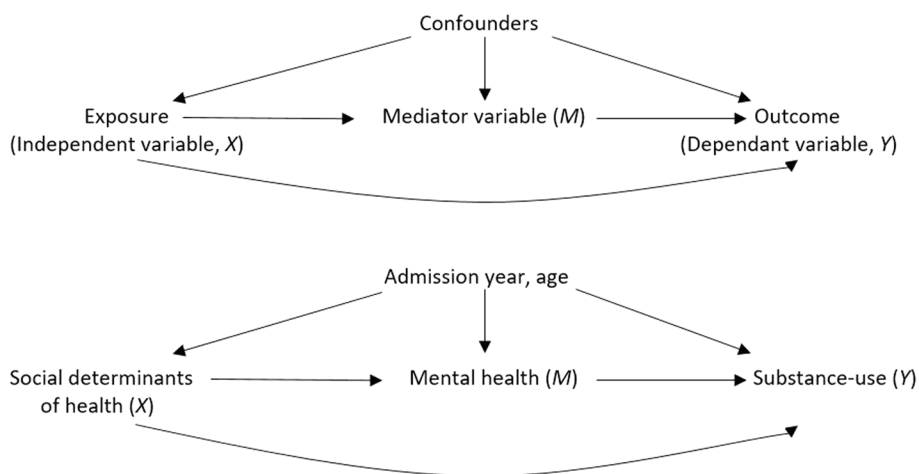 Confounders
Exposure
(Independent variable, X)
Mediator variable (M)
Outcome
(Dependant variable, Y)
Admission year, age
Social determinants
of health (X)
Mental health (M)
Substance-use (Y)